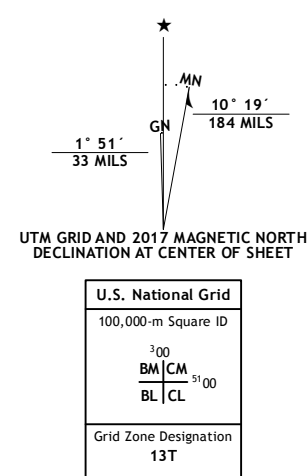 ★
MN
GN
10° 19´
184 MILS
1° 51´
33 MILS
UTM GRID AND 2017 MAGNETIC NORTH
DECLINATION AT CENTER OF SHEET
U.S. National Grid
100,000-m Square ID
³00
BM CM
⁵¹00
BL CL
Grid Zone Designation
13T